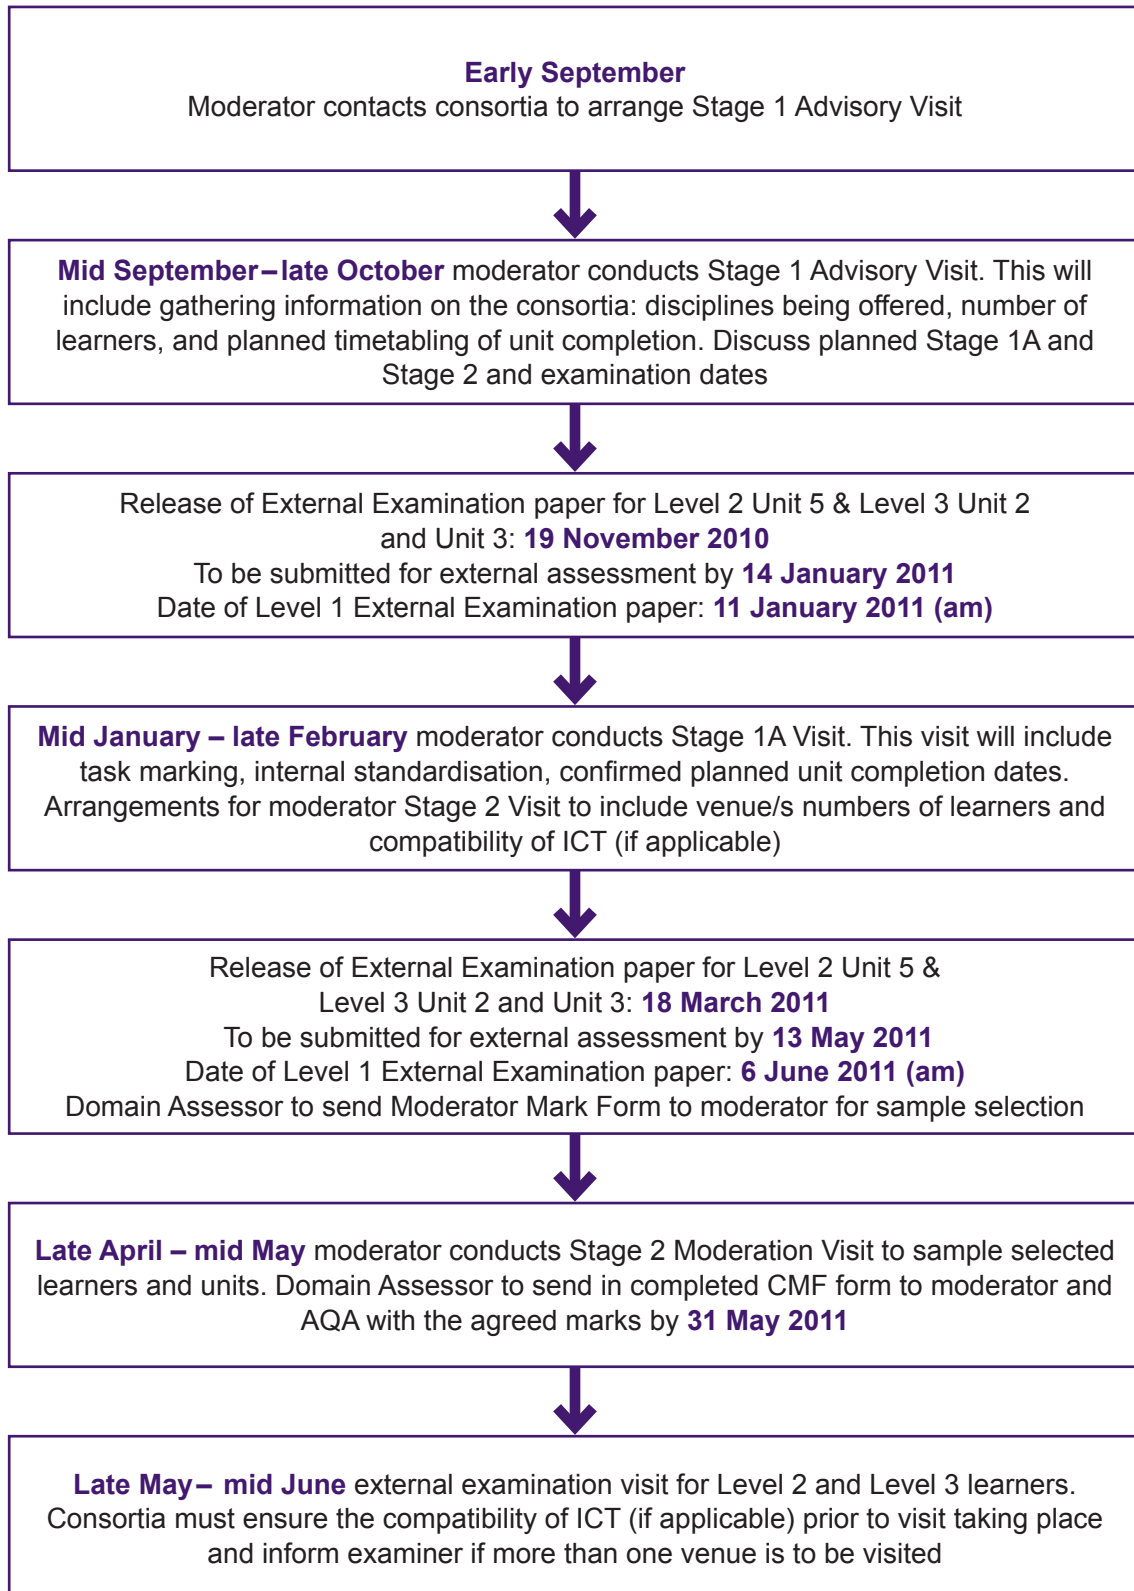 Early September
Moderator contacts consortia to arrange Stage 1 Advisory Visit
Mid September – late October moderator conducts Stage 1 Advisory Visit. This will
include gathering information on the consortia: disciplines being offered, number of
learners, and planned timetabling of unit completion. Discuss planned Stage 1A and
Stage 2 and examination dates
Release of External Examination paper for Level 2 Unit 5 & Level 3 Unit 2
and Unit 3: 19 November 2010
To be submitted for external assessment by 14 January 2011
Date of Level 1 External Examination paper: 11 January 2011 (am)
Mid January – late February moderator conducts Stage 1A Visit. This visit will include
task marking, internal standardisation, confirmed planned unit completion dates.
Arrangements for moderator Stage 2 Visit to include venue/s numbers of learners and
compatibility of ICT (if applicable)
Release of External Examination paper for Level 2 Unit 5 &
Level 3 Unit 2 and Unit 3: 18 March 2011
To be submitted for external assessment by 13 May 2011
Date of Level 1 External Examination paper: 6 June 2011 (am)
Domain Assessor to send Moderator Mark Form to moderator for sample selection
Late April – mid May moderator conducts Stage 2 Moderation Visit to sample selected
learners and units. Domain Assessor to send in completed CMF form to moderator and
AQA with the agreed marks by 31 May 2011
Late May – mid June external examination visit for Level 2 and Level 3 learners.
Consortia must ensure the compatibility of ICT (if applicable) prior to visit taking place
and inform examiner if more than one venue is to be visited